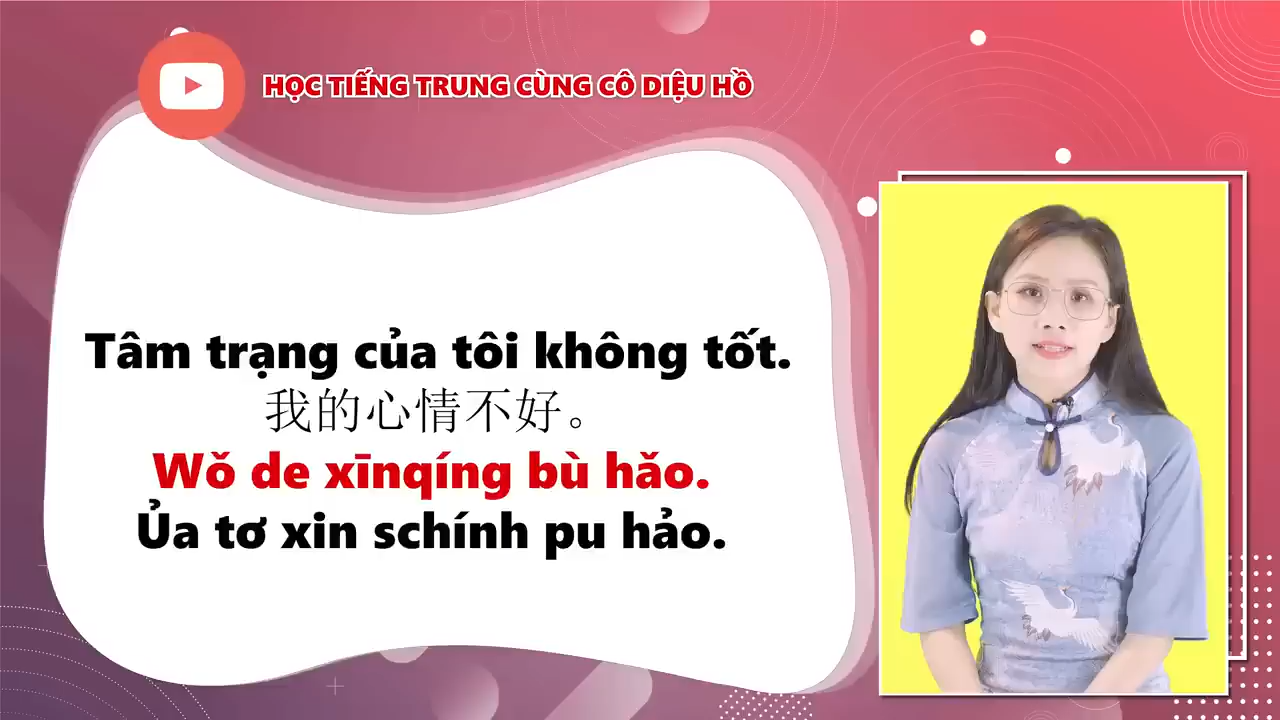 HỌC TIẾNG TRUNG CÙNG CÔ DIỆU HỒ
Tâm trạng của tôi không tốt.
我的心情不好。
Wǒ de xīnqíng bù hǎo.
Ủa tơ xin schính pu hảo.